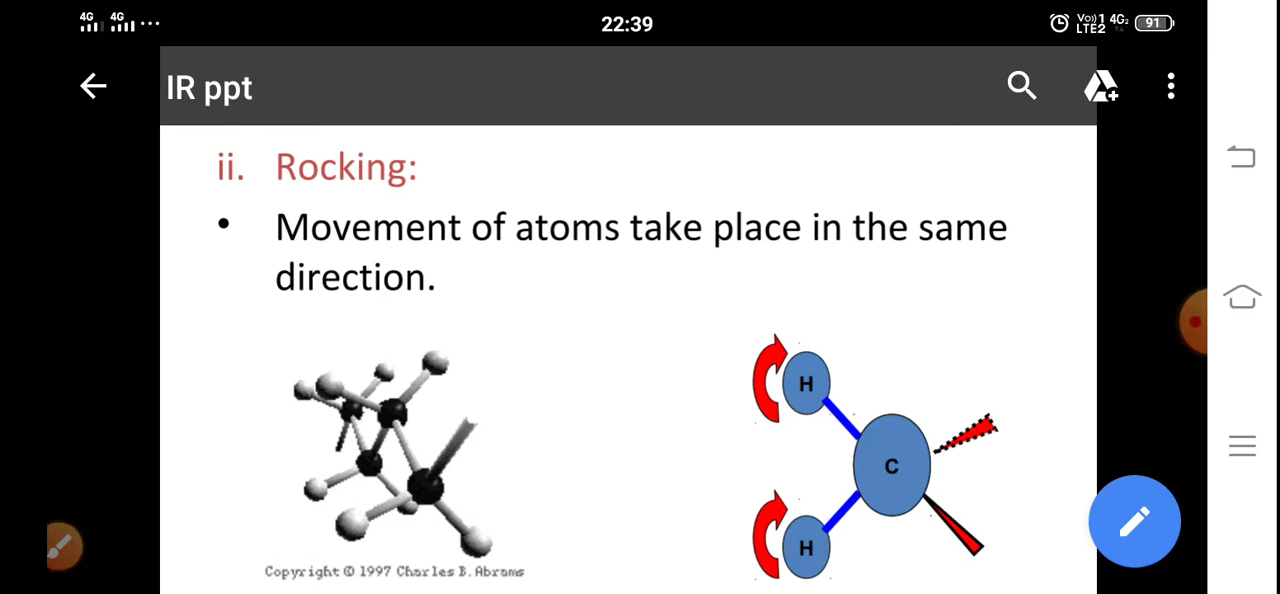 4G 4G ... 22:39 Vo)) 1 4G2 LTE2 91
IR ppt
ii. Rocking:
• Movement of atoms take place in the same
direction.
H
C
H
Copyright © 1997 Charles B. Abrams